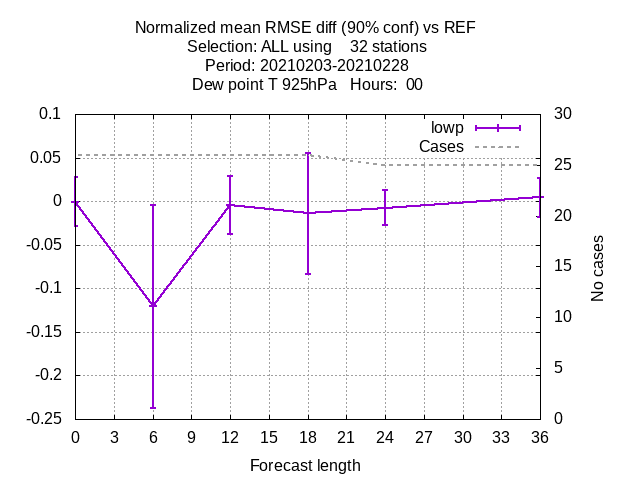 Normalized mean RMSE diff (90% conf) vs REF
Selection: ALL using    32 stations
Period: 20210203-20210228
Dew point T 925hPa   Hours:  00
0.1
0.05
0
-0.05
-0.1
-0.15
-0.2
-0.25
lowp
Cases
30
25
20
15
10
5
0
No cases
0 3 6 9 12 15 18 21 24 27 30 33 36
Forecast length